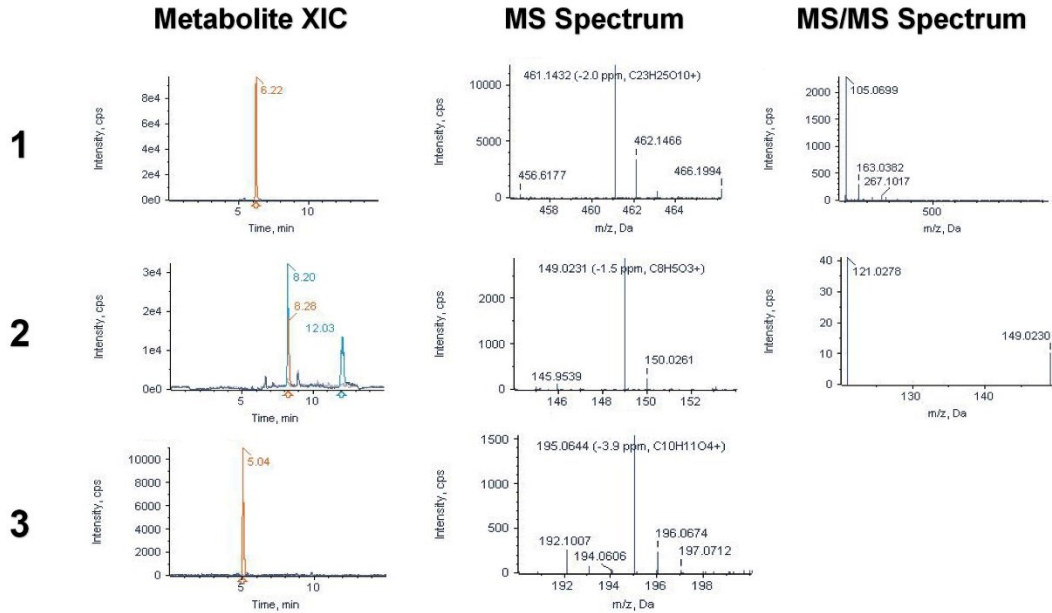 Metabolite XIC MS Spectrum MS/MS Spectrum
1
Intensity, cps
8e4
6e4
4e4
2e4
0e0
6.22
5 10
Time, min
Intensity, cps
10000
5000
0
461.1432 (-2.0 ppm, C23H25O10+)
462.1466
456.6177
466.1994
458 460 462 464
m/z, Da
Intensity, cps
2000
1500
1000
500
0
105.0699
163.0382
267.1017
500
m/z, Da
2
Intensity, cps
3e4
2e4
1e4
0e0
8.20
8.28
12.03
5 10
Time, min
Intensity, cps
2000
1000
0
149.0231 (-1.5 ppm, C8H5O3+)
145.9539
150.0261
146 148 150 152
m/z, Da
Intensity, cps
40
30
20
10
0
121.0278
149.0230
130 140
m/z, Da
3
Intensity, cps
10000
8000
6000
4000
2000
0
5.04
5 10
Time, min
Intensity, cps
1500
1000
500
0
195.0644 (-3.9 ppm, C10H11O4+)
192.1007
194.0606
196.0674
197.0712
192 194 196 198
m/z, Da